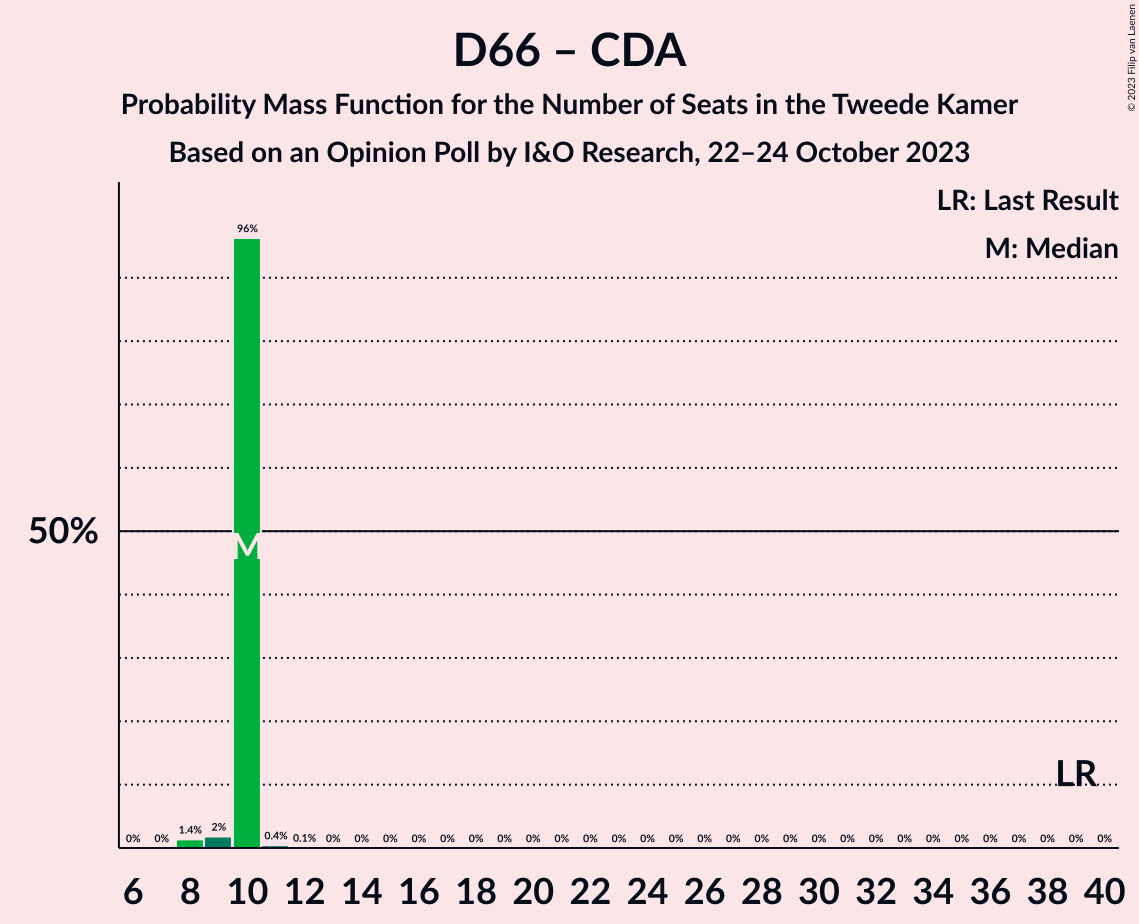 D66 – CDA
Probability Mass Function for the Number of Seats in the Tweede Kamer
Based on an Opinion Poll by I&O Research, 22–24 October 2023
© 2023 Filip van Laenen
LR: Last Result
M: Median
96%
50%
M
LR
0% 0% 1.4% 2% 0.4% 0.1% 0% 0% 0% 0% 0% 0% 0% 0% 0% 0% 0% 0% 0% 0% 0% 0% 0% 0% 0% 0% 0% 0% 0% 0% 0% 0% 0% 0%
6 8 10 12 14 16 18 20 22 24 26 28 30 32 34 36 38 40